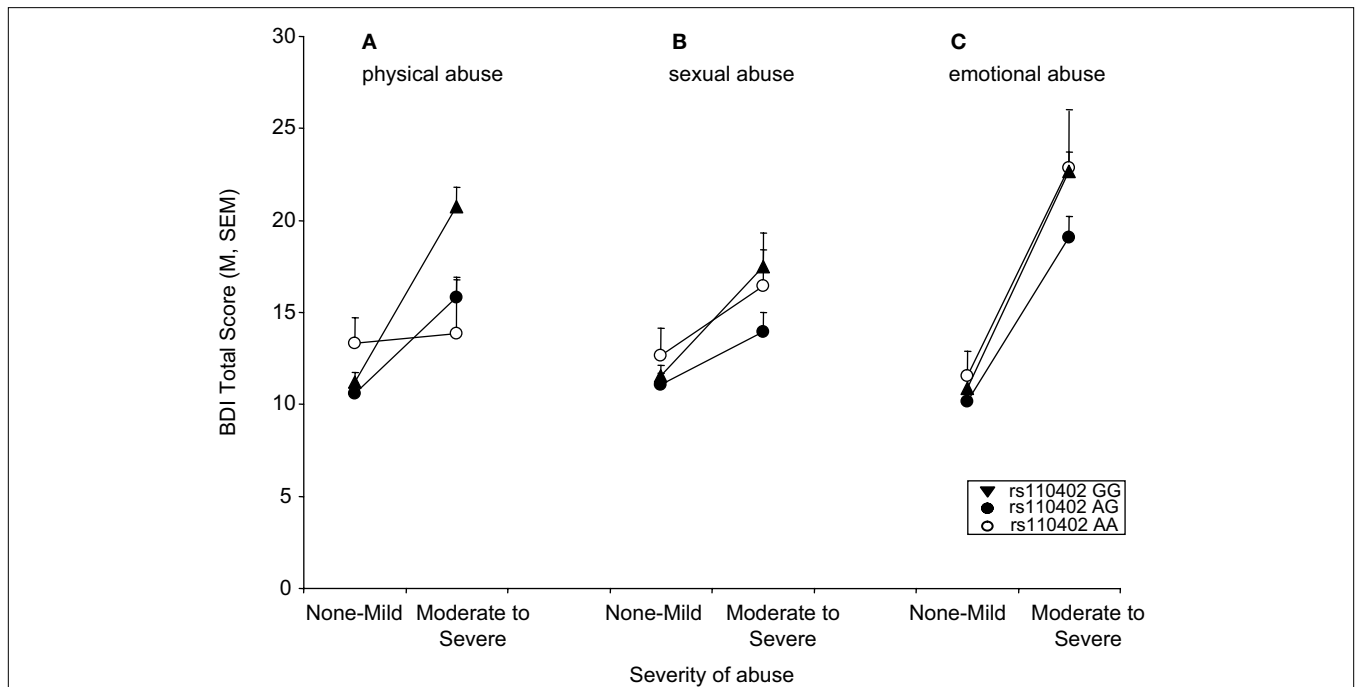 A
physical abuse
B
sexual abuse
C
emotional abuse
BDI Total Score (M, SEM)
30
25
20
15
10
5
0
rs110402 GG
rs110402 AG
rs110402 AA
None-Mild Moderate to
Severe
None-Mild Moderate to
Severe
None-Mild Moderate to
Severe
Severity of abuse